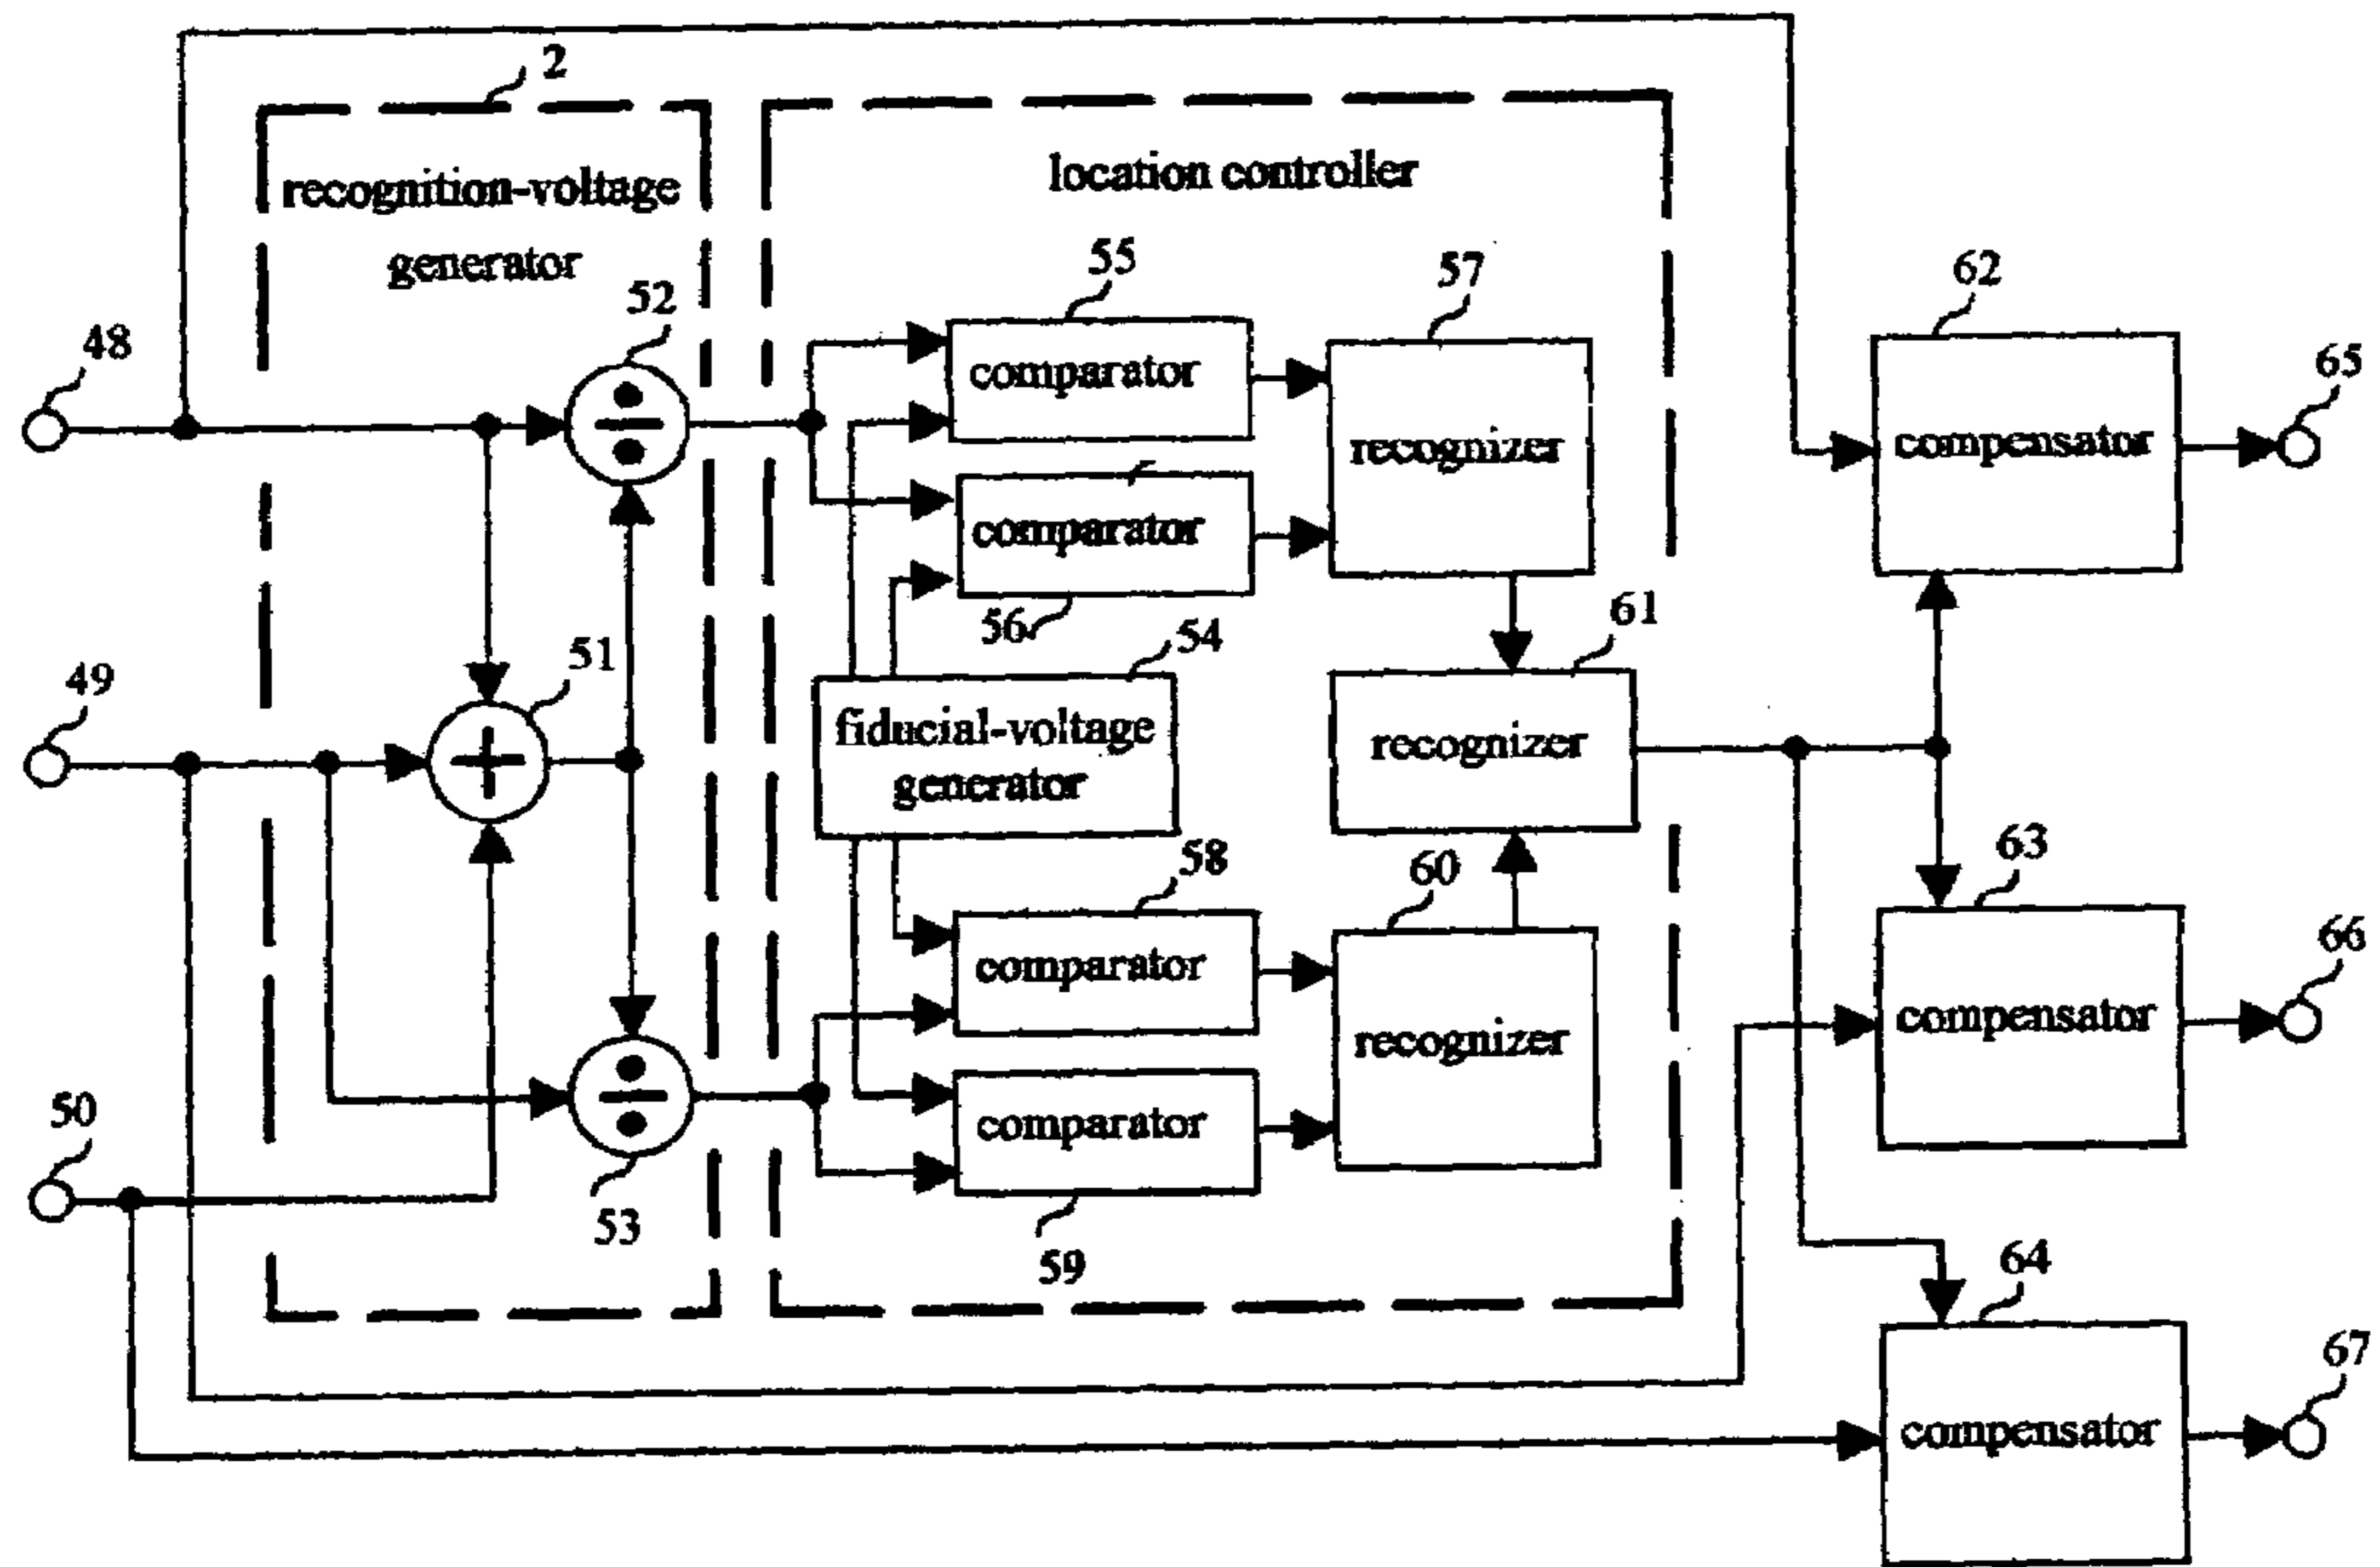 2
recognition-voltage
generator
location controller
52
55
57
62
48
65
comparator
recognizer
compensator
comparator
56
54
61
49
51
fiducial-voltage
generator
recognizer
58
60
63
66
comparator
recognizer
compensator
50
comparator
53
59
64
67
compensator